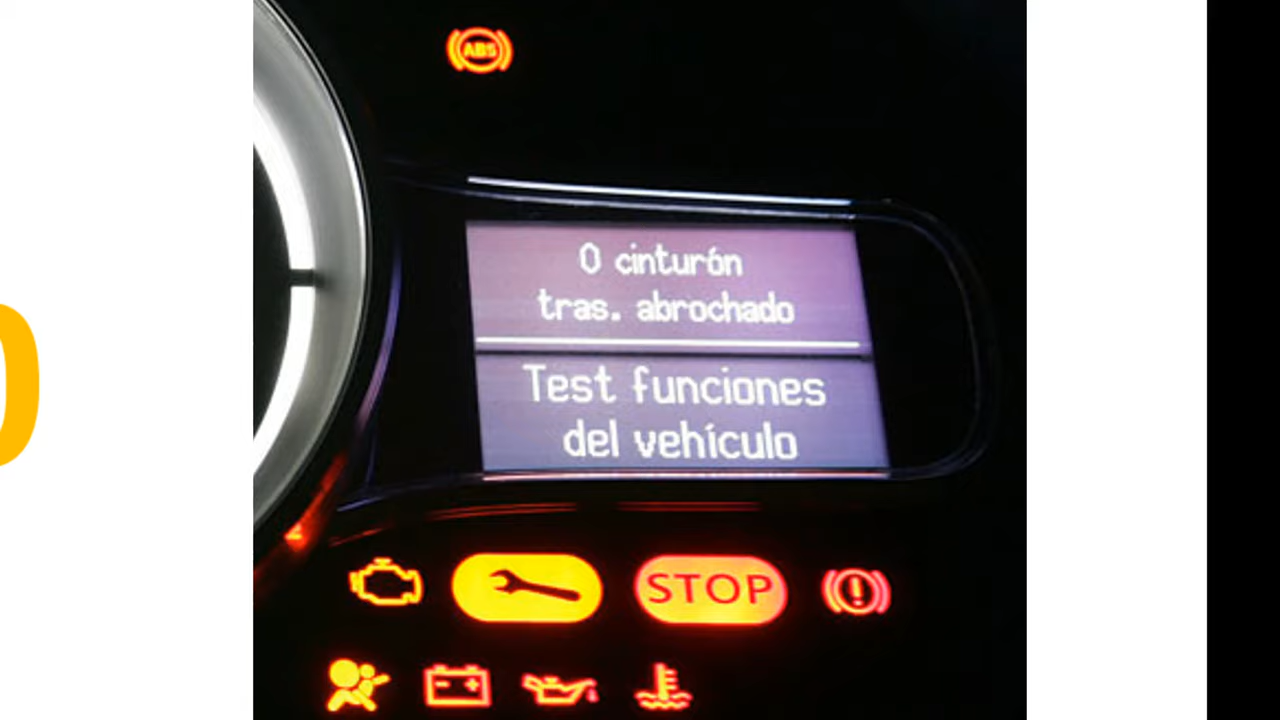 ABS
0 cinturón
tras. abrochado
Test funciones
del vehículo
STOP